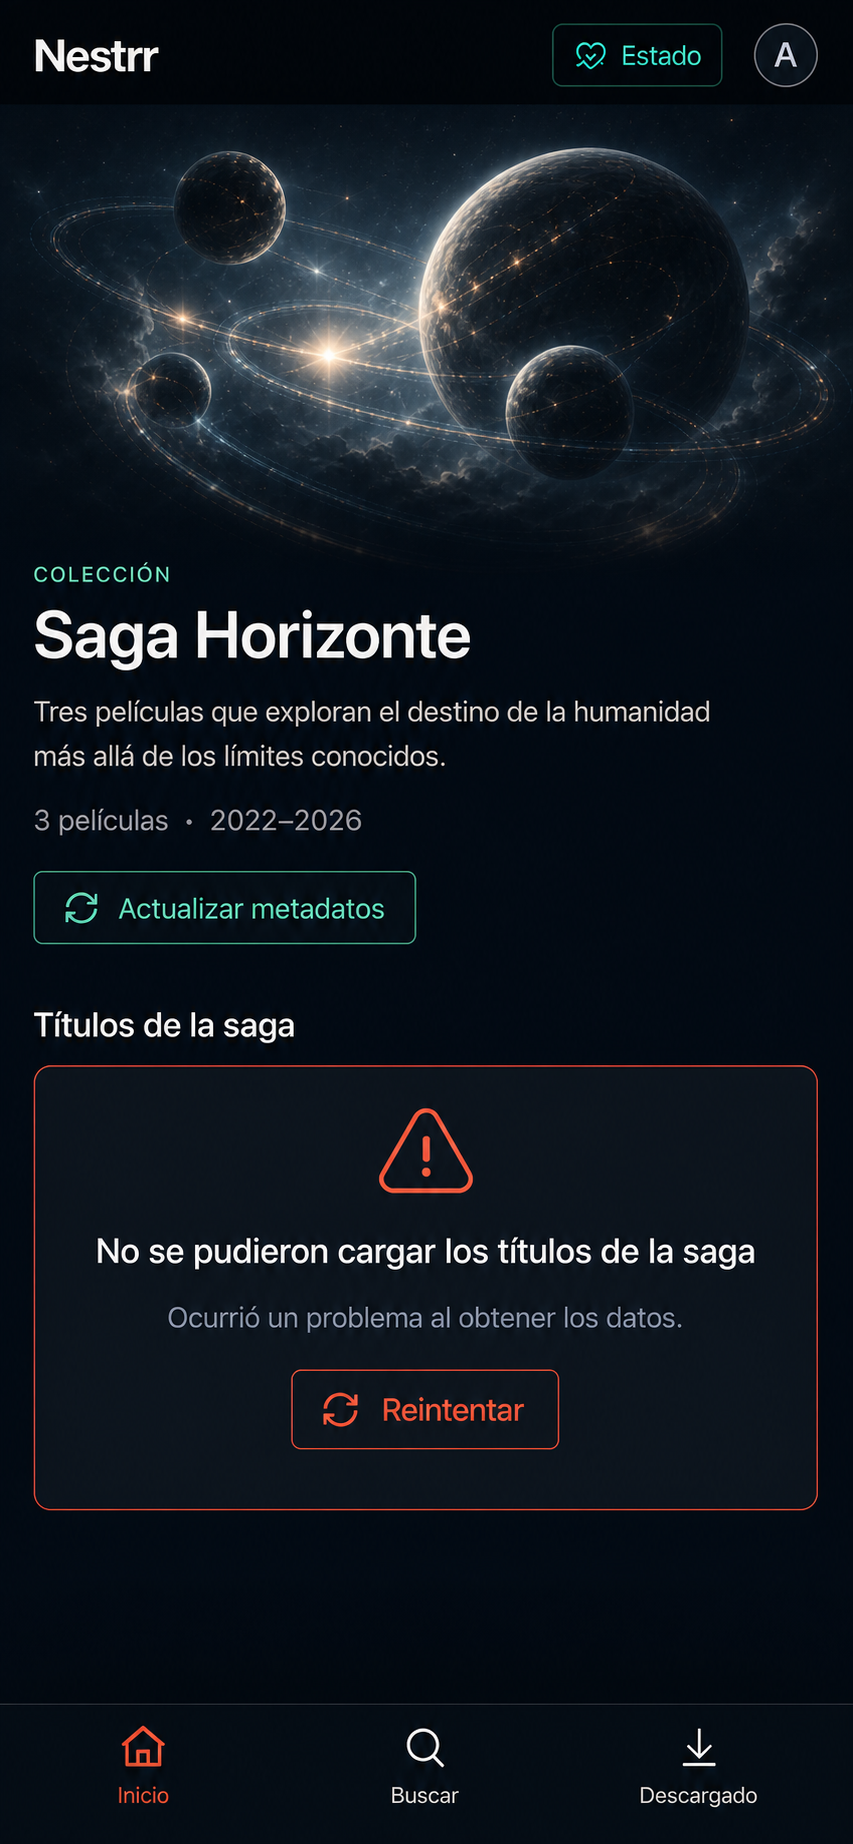 Nestrr
Estado
A
COLECCIÓN
Saga Horizonte
Tres películas que exploran el destino de la humanidad
más allá de los límites conocidos.
3 películas • 2022–2026
Actualizar metadatos
Títulos de la saga
No se pudieron cargar los títulos de la saga
Ocurrió un problema al obtener los datos.
Reintentar
Inicio
Buscar
Descargado